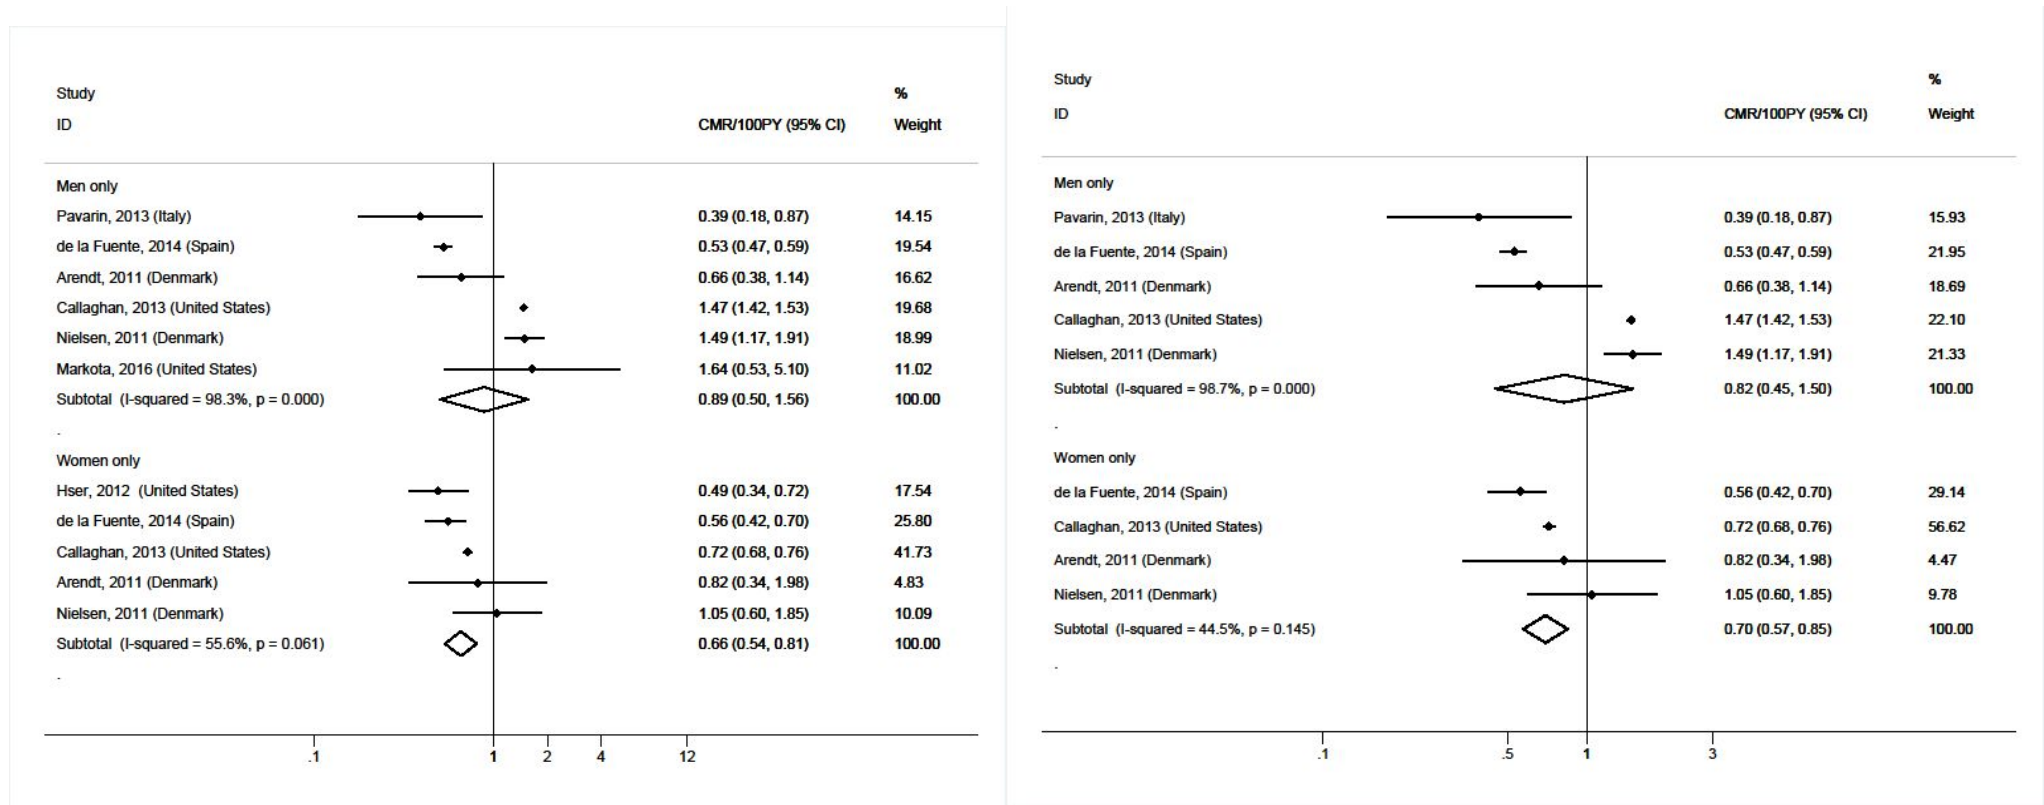 Study %
ID CMR/100PY (95% CI) Weight
Men only
Pavarin, 2013 (Italy) 0.39 (0.18, 0.87) 14.15
de la Fuente, 2014 (Spain) 0.53 (0.47, 0.59) 19.54
Arendt, 2011 (Denmark) 0.66 (0.38, 1.14) 16.62
Callaghan, 2013 (United States) 1.47 (1.42, 1.53) 19.68
Nielsen, 2011 (Denmark) 1.49 (1.17, 1.91) 18.99
Markota, 2016 (United States) 1.64 (0.53, 5.10) 11.02
Subtotal (I-squared = 98.3%, p = 0.000) 0.89 (0.50, 1.56) 100.00
.
Women only
Hser, 2012 (United States) 0.49 (0.34, 0.72) 17.54
de la Fuente, 2014 (Spain) 0.56 (0.42, 0.70) 25.80
Callaghan, 2013 (United States) 0.72 (0.68, 0.76) 41.73
Arendt, 2011 (Denmark) 0.82 (0.34, 1.98) 4.83
Nielsen, 2011 (Denmark) 1.05 (0.60, 1.85) 10.09
Subtotal (I-squared = 55.6%, p = 0.061) 0.66 (0.54, 0.81) 100.00
.
.1 1 2 4 12
Study %
ID CMR/100PY (95% CI) Weight
Men only
Pavarin, 2013 (Italy) 0.39 (0.18, 0.87) 15.93
de la Fuente, 2014 (Spain) 0.53 (0.47, 0.59) 21.95
Arendt, 2011 (Denmark) 0.66 (0.38, 1.14) 18.69
Callaghan, 2013 (United States) 1.47 (1.42, 1.53) 22.10
Nielsen, 2011 (Denmark) 1.49 (1.17, 1.91) 21.33
Subtotal (I-squared = 98.7%, p = 0.000) 0.82 (0.45, 1.50) 100.00
.
Women only
de la Fuente, 2014 (Spain) 0.56 (0.42, 0.70) 29.14
Callaghan, 2013 (United States) 0.72 (0.68, 0.76) 56.62
Arendt, 2011 (Denmark) 0.82 (0.34, 1.98) 4.47
Nielsen, 2011 (Denmark) 1.05 (0.60, 1.85) 9.78
Subtotal (I-squared = 44.5%, p = 0.145) 0.70 (0.57, 0.85) 100.00
.
.1 .5 1 3